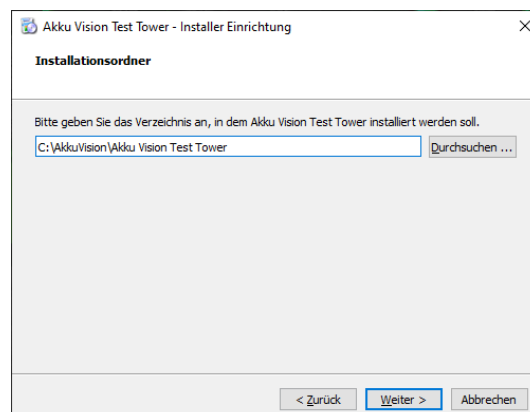 Akku Vision Test Tower - Installer Einrichtung
Installationsordner
Bitte geben Sie das Verzeichnis an, in dem Akku Vision Test Tower installiert werden soll.
C:\AkkuVision\Akku Vision Test Tower
Durchsuchen ...
< Zurück
Weiter >
Abbrechen